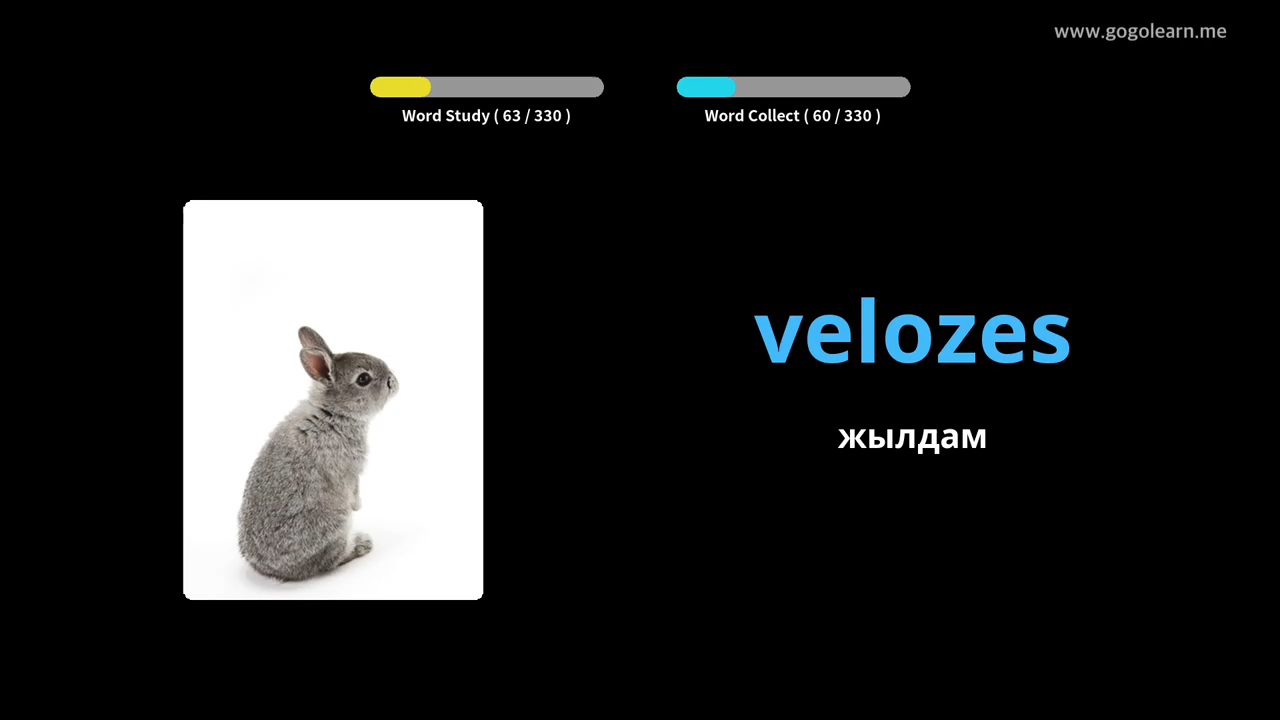 www.gogolearn.me
Word Study ( 63 / 330 )
Word Collect ( 60 / 330 )
velozes
жылдам